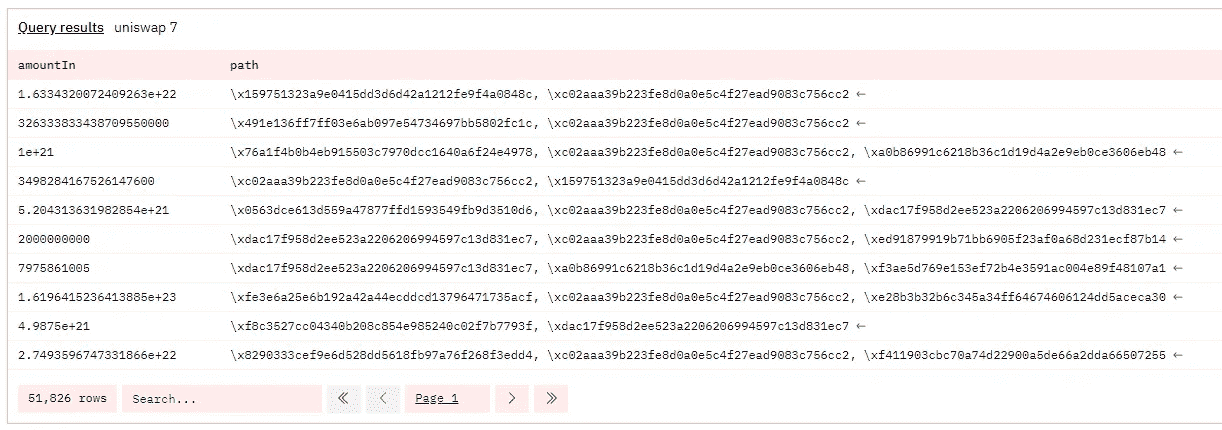 Query results uniswap 7
amountIn path
1.6334320072409263e+22 \x159751323a9e0415dd3d6d42a1212fe9f4a0848c, \xc02aaa39b223fe8d0a0e5c4f27ead9083c756cc2 ←
326333833438709550000 \x491e136ff7ff03e6ab097e54734697bb5802fc1c, \xc02aaa39b223fe8d0a0e5c4f27ead9083c756cc2 ←
1e+21 \x76a1f4b0b4eb915503c7970dcc1640a6f24e4978, \xc02aaa39b223fe8d0a0e5c4f27ead9083c756cc2, \xa0b86991c6218b36c1d19d4a2e9eb0ce3606eb48 ←
3498284167526147600 \xc02aaa39b223fe8d0a0e5c4f27ead9083c756cc2, \x159751323a9e0415dd3d6d42a1212fe9f4a0848c ←
5.204313631982854e+21 \x0563dce613d559a47877ffd1593549fb9d3510d6, \xc02aaa39b223fe8d0a0e5c4f27ead9083c756cc2, \xdac17f958d2ee523a2206206994597c13d831ec7 ←
2000000000 \xdac17f958d2ee523a2206206994597c13d831ec7, \xc02aaa39b223fe8d0a0e5c4f27ead9083c756cc2, \xed91879919b71bb6905f23af0a68d231ecf87b14 ←
7975861005 \xdac17f958d2ee523a2206206994597c13d831ec7, \xa0b86991c6218b36c1d19d4a2e9eb0ce3606eb48, \xf3ae5d769e153ef72b4e3591ac004e89f48107a1 ←
1.6196415236413885e+23 \xfe3e6a25e6b192a42a44ecddcd13796471735acf, \xc02aaa39b223fe8d0a0e5c4f27ead9083c756cc2, \xe28b3b32b6c345a34ff64674606124dd5aceca30 ←
4.9875e+21 \xf8c3527cc04340b208c854e985240c02f7b7793f, \xdac17f958d2ee523a2206206994597c13d831ec7 ←
2.7493596747331866e+22 \x8290333cef9e6d528dd5618fb97a76f268f3edd4, \xc02aaa39b223fe8d0a0e5c4f27ead9083c756cc2, \xf411903cbc70a74d22900a5de66a2dda66507255 ←
51,826 rows Search... Page 1